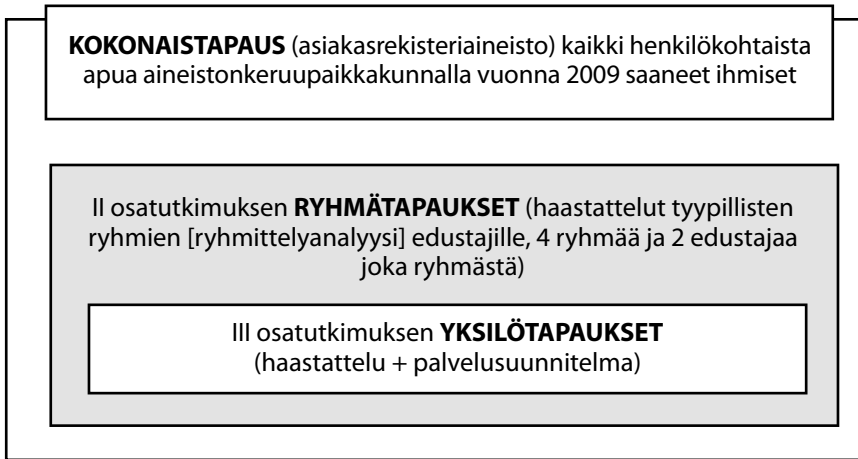 KOKONAISTAPAUS (asiakasrekisteriaineisto) kaikki henkilökohtaista
apua aineistonkeruupaikkakunnalla vuonna 2009 saaneet ihmiset
II osatutkimuksen RYHMÄTAPAUKSET (haastattelut tyypillisten
ryhmien [ryhmittelyanalyysi] edustajille, 4 ryhmää ja 2 edustajaa
joka ryhmästä)
III osatutkimuksen YKSILÖTAPAUKSET
(haastattelu + palvelusuunnitelma)